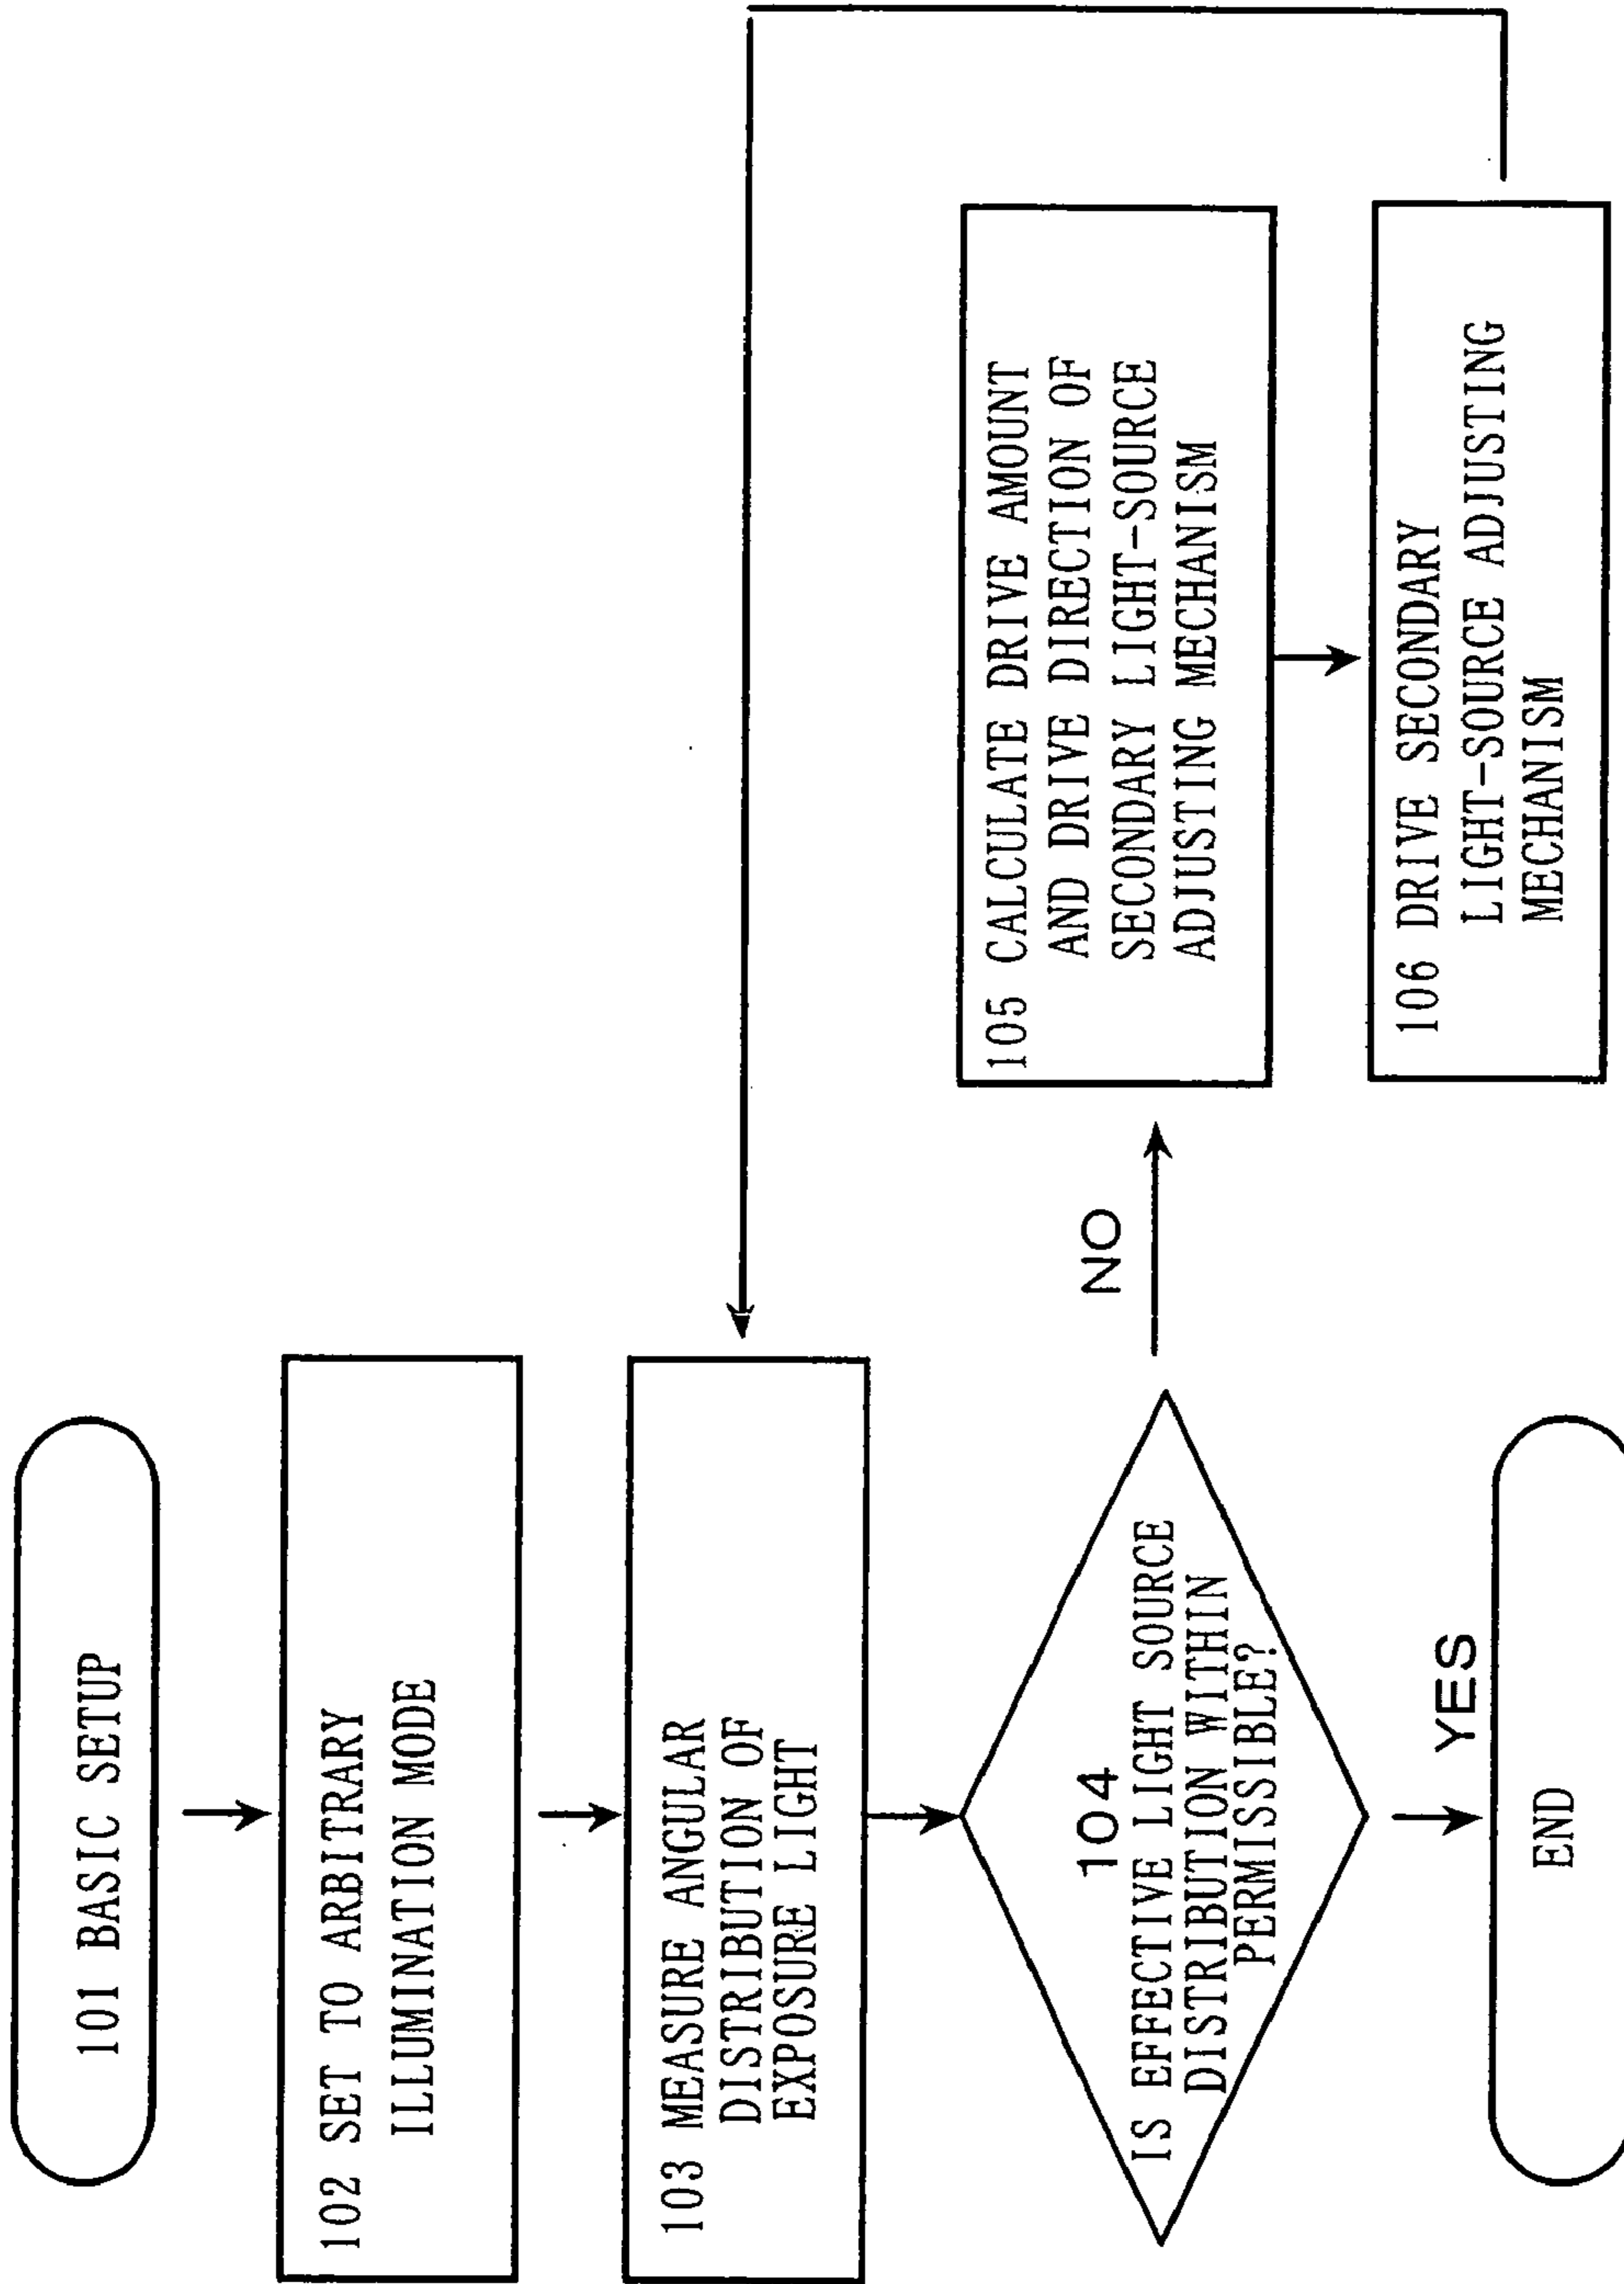 101 BASIC SETUP
102 SET TO ARBITRARY
ILLUMINATION MODE
103 MEASURE ANGULAR
DISTRIBUTION OF
EXPOSURE LIGHT
104
IS EFFECTIVE LIGHT SOURCE
DISTRIBUTION WITHIN
PERMISSIBLE?
NO
105 CALCULATE DRIVE AMOUNT
AND DRIVE DIRECTION OF
SECONDARY LIGHT-SOURCE
ADJUSTING MECHANISM
106 DRIVE SECONDARY
LIGHT-SOURCE ADJUSTING
MECHANISM
YES
END